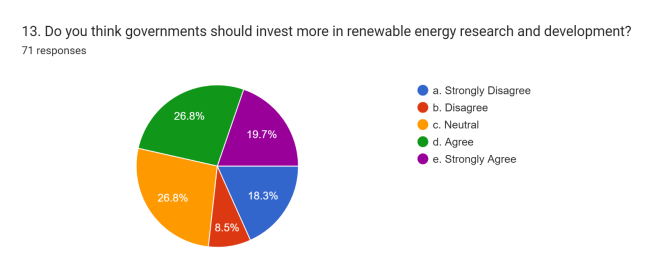 13. Do you think governments should invest more in renewable energy research and development?
71 responses
a. Strongly Disagree
b. Disagree
c. Neutral
d. Agree
e. Strongly Agree
26.8%
19.7%
26.8%
18.3%
8.5%